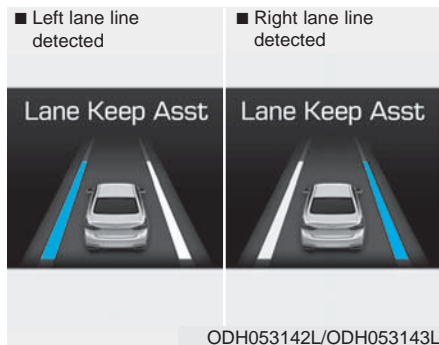 ■ Left lane line
detected
■ Right lane line
detected
Lane Keep Asst
Lane Keep Asst
ODH053142L/ODH053143L